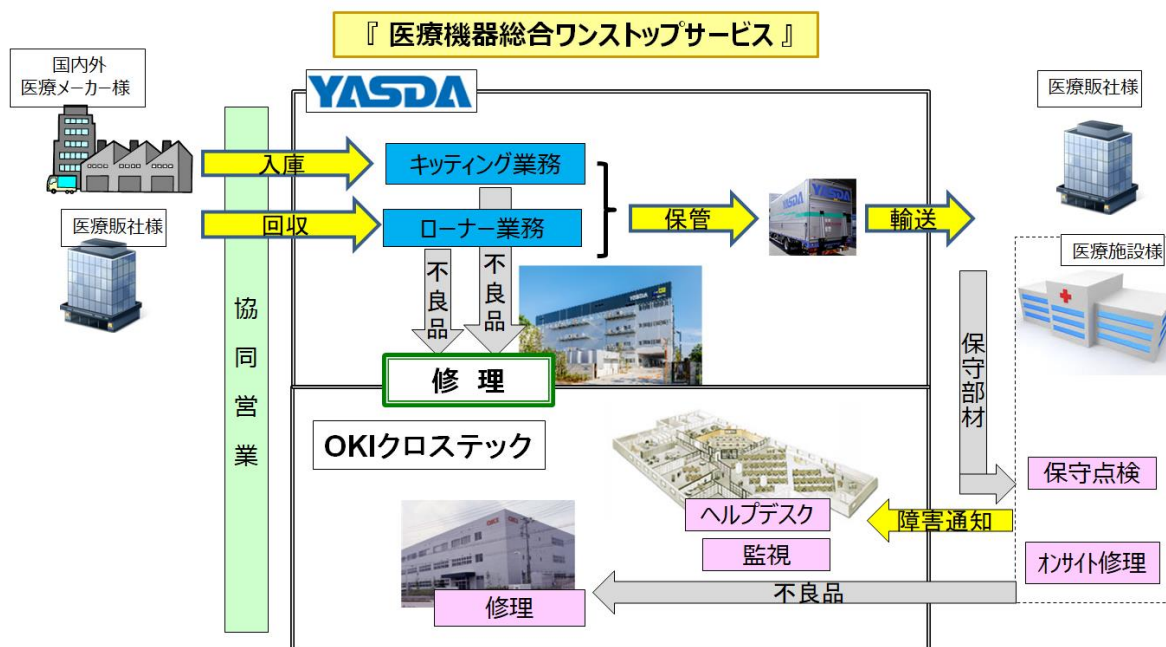 『 医療機器総合ワンストップサービス 』
国内外
医療メーカー様
YASDA
医療販社様
入庫
キッティング業務
医療販社様
回収
ローナー業務
保管
YASDA
輸送
医療施設様
不良品
不良品
YASDA
協同営業
修 理
保守部材
OKIクロステック
保守点検
ヘルプデスク
障害通知
監視
オンサイト修理
OKI
不良品
修理